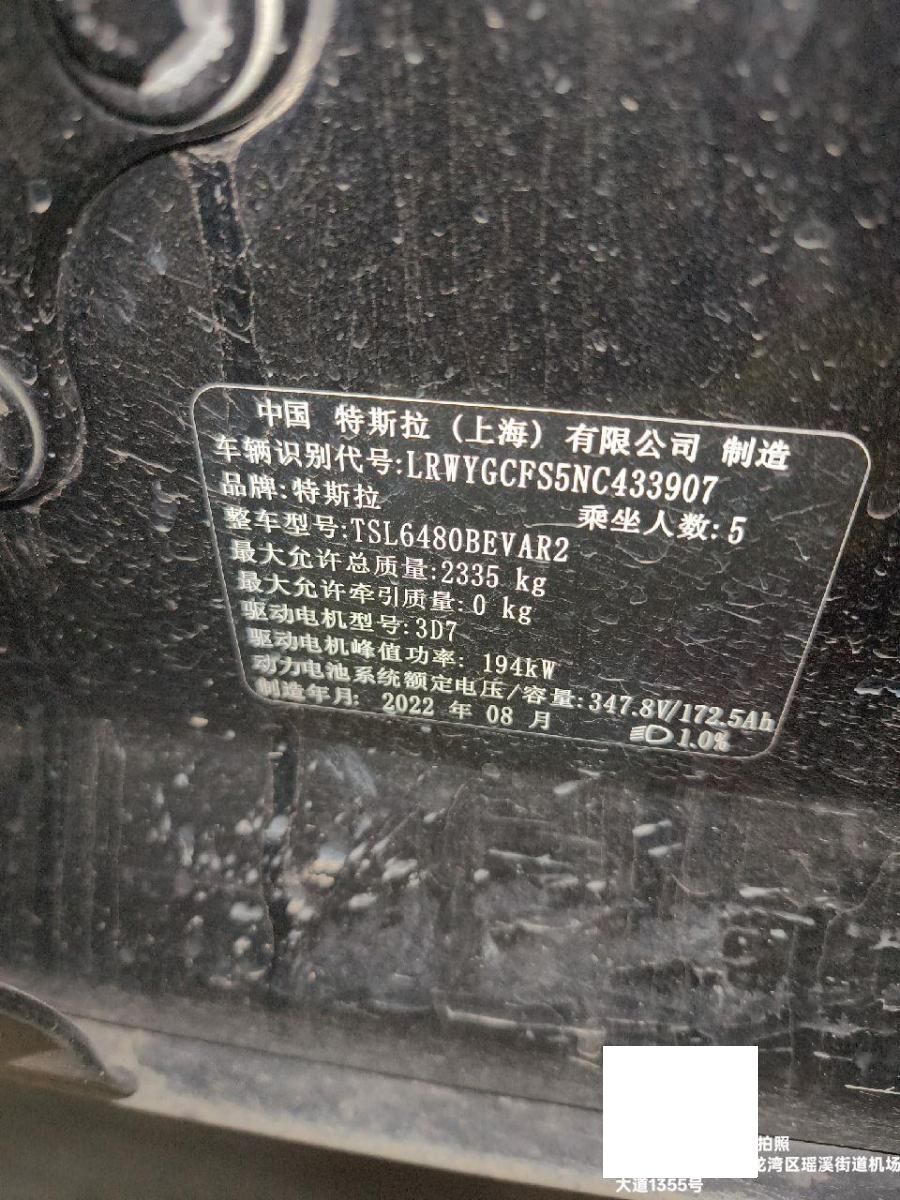 中国 特斯拉（上海）有限公司 制造
车辆识别代号:LRWYGCFS5NC433907
品牌:特斯拉 乘坐人数:5
整车型号:TSL6480BEVAR2
最大允许总质量:2335 kg
最大允许牵引质量:0 kg
驱动电机型号:3D7
驱动电机峰值功率: 194kW
动力电池系统额定电压/容量:347.8V/172.5Ah
制造年月: 2022 年 08 月 1.0%
拍照
龙湾区瑶溪街道机场
大道1355号